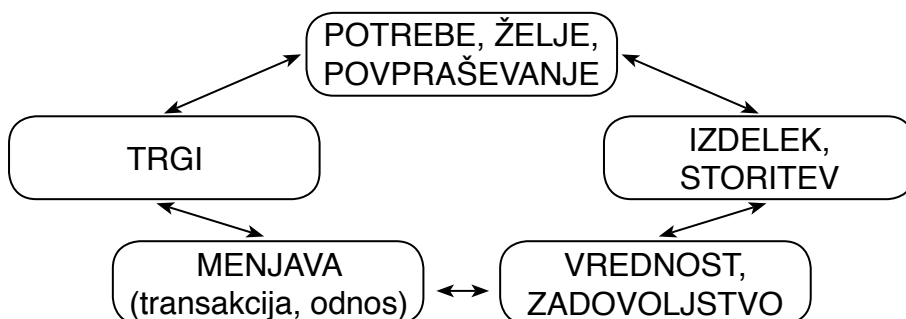 POTREBE, ŽELJE,
POVPRAŠEVANJE
TRGI
IZDELEK,
STORITEV
MENJAVA
(transakcija, odnos)
VREDNOST,
ZADOVOLJSTVO